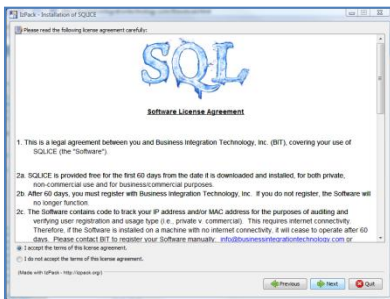 IzPack - Installation of SQLICE
Please read the following license agreement carefully:
SQL
Software License Agreement
1. This is a legal agreement between you and Business Integration Technology, Inc. (BIT), covering your use of
SQLICE (the "Software").
2a. SQLICE is provided free for the first 60 days from the date it is downloaded and installed, for both private,
non-commercial use and for business/commercial purposes.
2b. After 60 days, you must register with Business Integration Technology, Inc. If you do not register, the Software will
no longer function.
2c. The Software contains code to track your IP address and/or MAC address for the purposes of auditing and
verifying user registration and usage type (i.e., private v. commercial). This requires internet connectivity.
Therefore, if the Software is installed on a machine with no internet connectivity, it will cease to operate after 60
days. Please contact BIT to register your Software manually: info@businessintegrationtechnology.com or
I accept the terms of this license agreement.
I do not accept the terms of this license agreement.
(Made with IzPack - http://izpack.org/)
Previous
Next
Quit